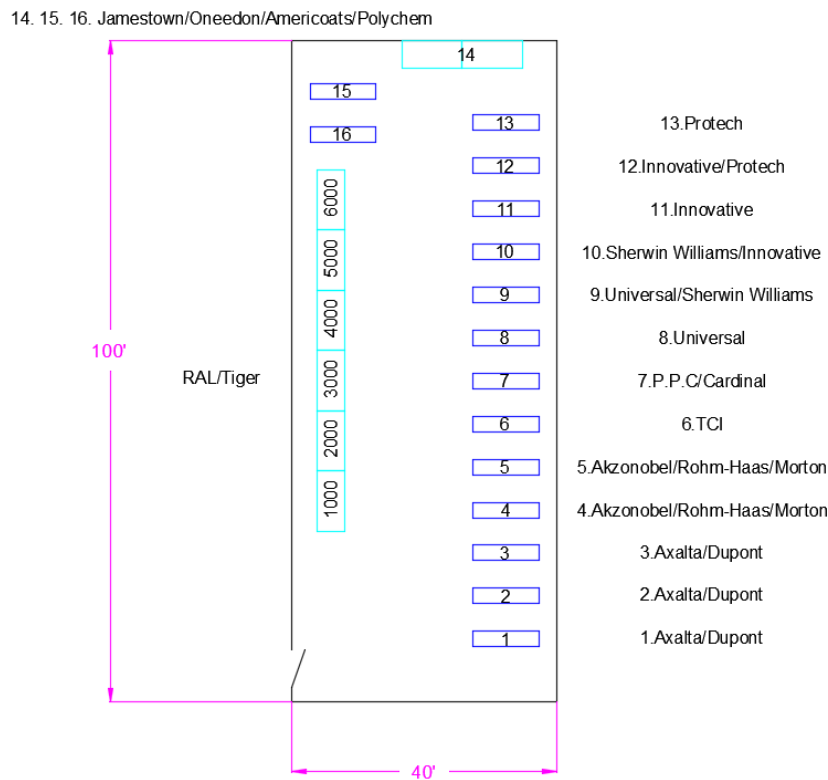 14. 15. 16. Jamestown/Oneedon/Americoats/Polychem
14
15
16
13
13.Protech
12
12.Innovative/Protech
6000
11
11.Innovative
5000
10
10.Sherwin Williams/Innovative
9
9.Universal/Sherwin Williams
4000
8
8.Universal
100'
RAL/Tiger
3000
7
7.P.P.C/Cardinal
2000
6
6.TCI
5
5.Akzonobel/Rohm-Haas/Morton
1000
4
4.Akzonobel/Rohm-Haas/Morton
3
3.Axalta/Dupont
2
2.Axalta/Dupont
1
1.Axalta/Dupont
40'